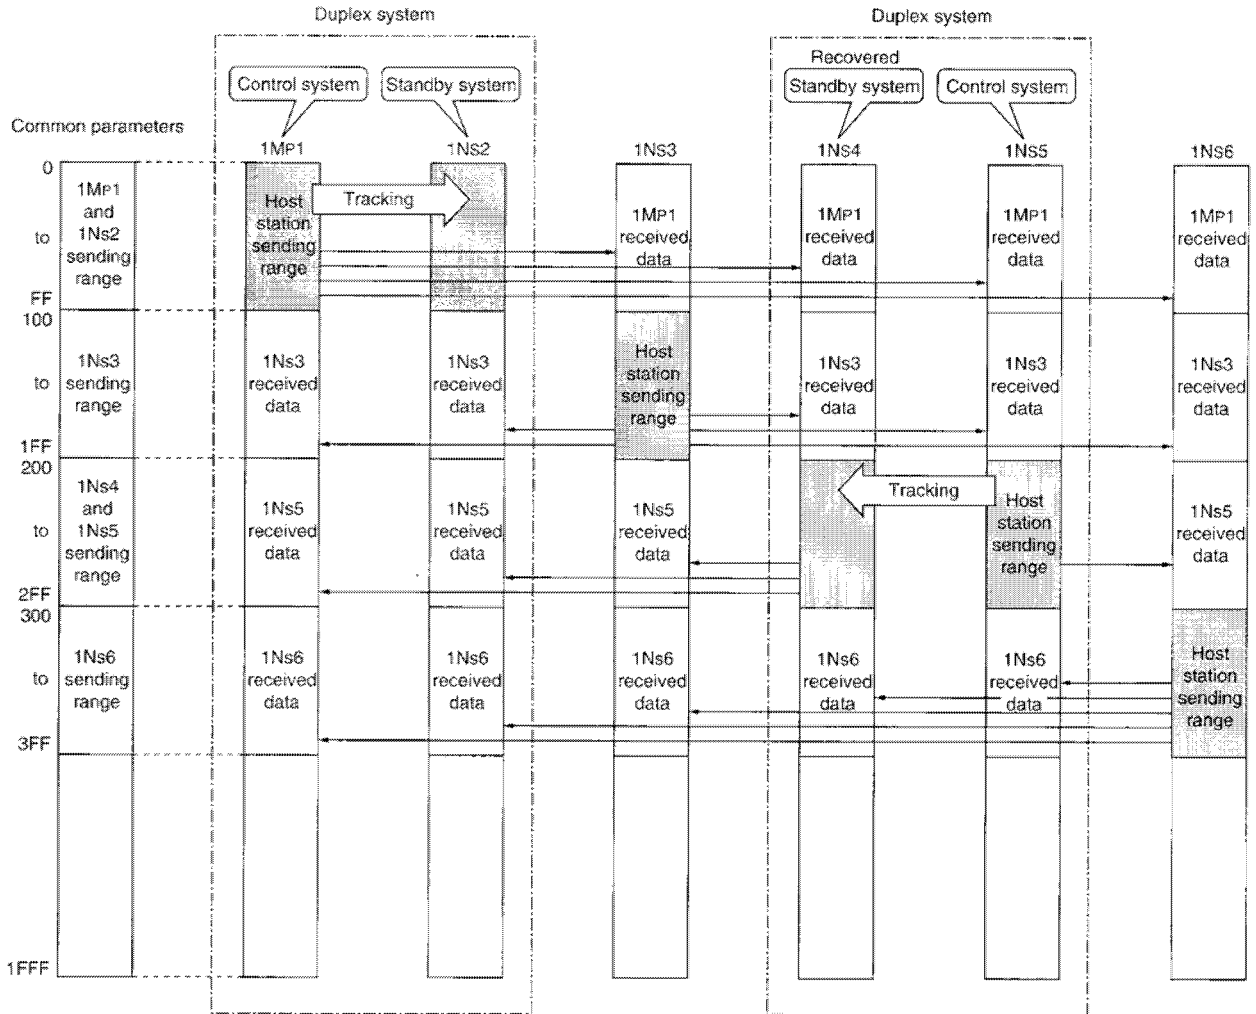 Duplex system
Duplex system
Recovered
Control system
Standby system
Standby system
Control system
Common parameters
1MP1
1NS2
1NS3
1NS4
1NS5
1NS6
0
to
FF
1MP1
and
1NS2
sending
range
Host
station
sending
range
Tracking
1MP1
received
data
1MP1
received
data
1MP1
received
data
1MP1
received
data
100
to
1FF
1NS3
sending
range
1NS3
received
data
1NS3
received
data
Host
station
sending
range
1NS3
received
data
1NS3
received
data
1NS3
received
data
200
to
2FF
1NS4
and
1NS5
sending
range
1NS5
received
data
1NS5
received
data
1NS5
received
data
Tracking
Host
station
sending
range
1NS5
received
data
300
to
3FF
1NS6
sending
range
1NS6
received
data
1NS6
received
data
1NS6
received
data
1NS6
received
data
1NS6
received
data
Host
station
sending
range
1FFF